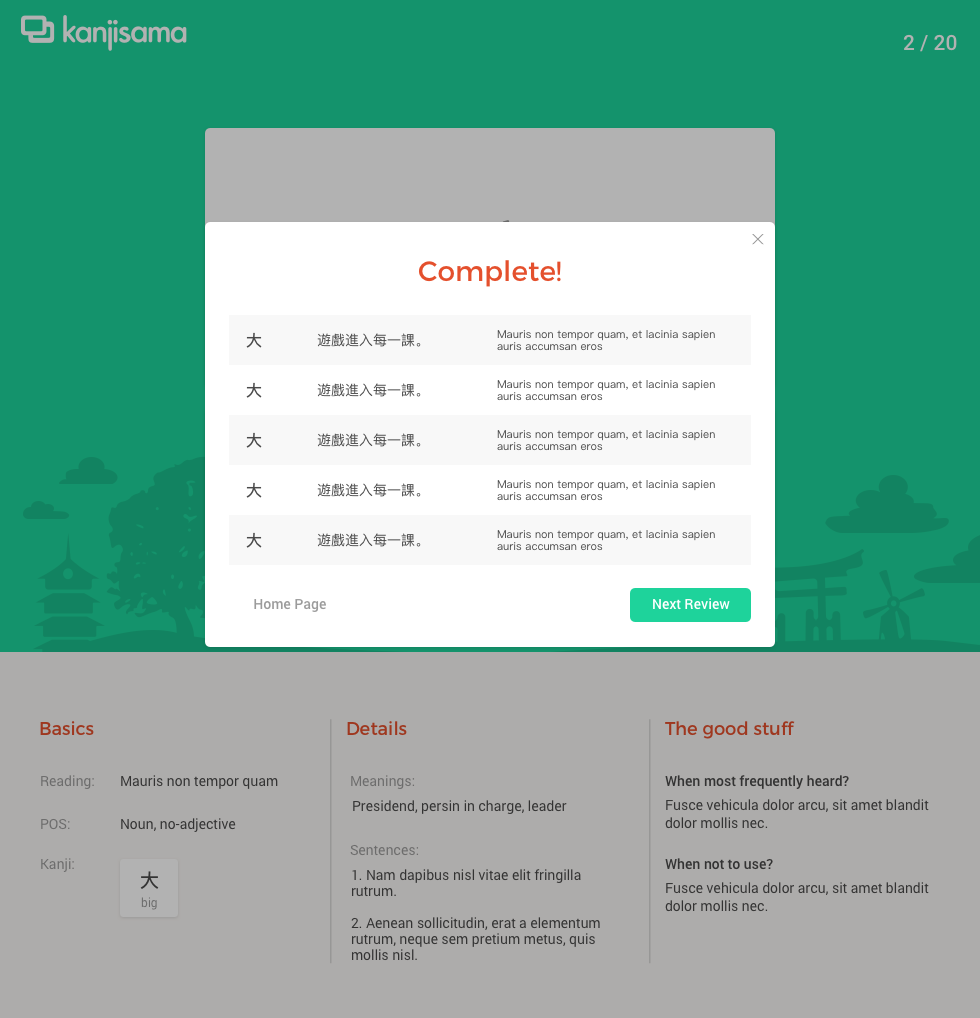 kanjisama
2 / 20
Complete!
大 遊戲進入每一課。 Mauris non tempor quam, et lacinia sapien
auris accumsan eros
大 遊戲進入每一課。 Mauris non tempor quam, et lacinia sapien
auris accumsan eros
大 遊戲進入每一課。 Mauris non tempor quam, et lacinia sapien
auris accumsan eros
大 遊戲進入每一課。 Mauris non tempor quam, et lacinia sapien
auris accumsan eros
大 遊戲進入每一課。 Mauris non tempor quam, et lacinia sapien
auris accumsan eros
Home Page
Next Review
Basics
Reading: Mauris non tempor quam
POS: Noun, no-adjective
Kanji: 大
big
Details
Meanings:
Presidend, persin in charge, leader
Sentences:
1. Nam dapibus nisl vitae elit fringilla
rutrum.
2. Aenean sollicitudin, erat a elementum
rutrum, neque sem pretium metus, quis
mollis nisl.
The good stuff
When most frequently heard?
Fusce vehicula dolor arcu, sit amet blandit
dolor mollis nec.
When not to use?
Fusce vehicula dolor arcu, sit amet blandit
dolor mollis nec.